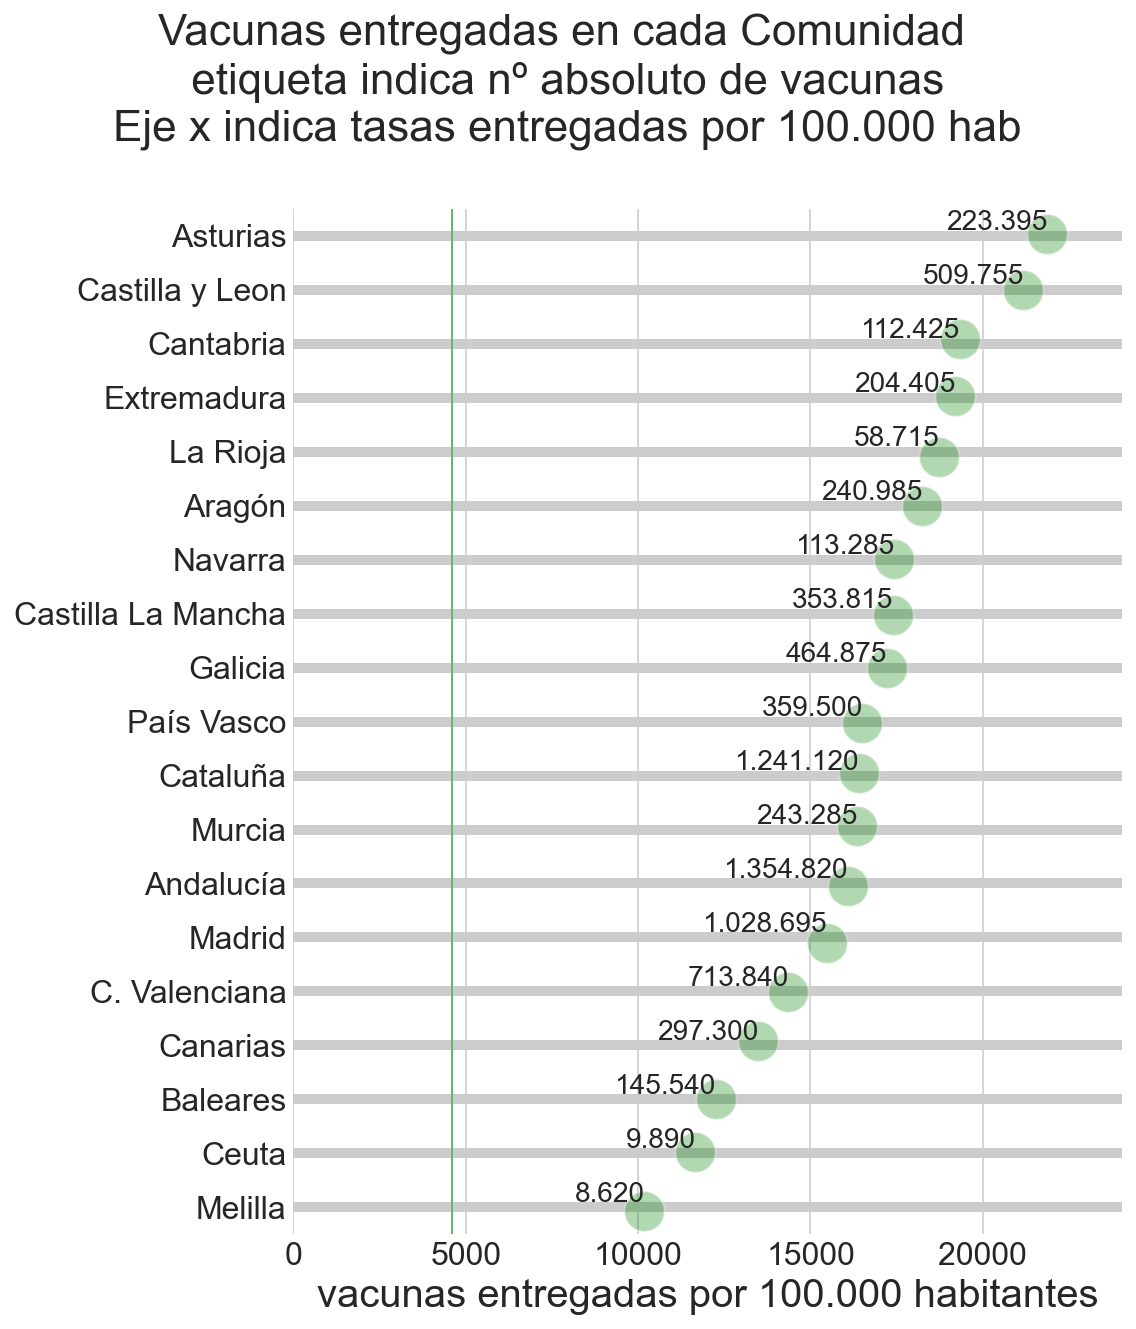 Vacunas entregadas en cada Comunidad
etiqueta indica nº absoluto de vacunas
Eje x indica tasas entregadas por 100.000 hab
Asturias 223.395
Castilla y Leon 509.755
Cantabria 112.425
Extremadura 204.405
La Rioja 58.715
Aragón 240.985
Navarra 113.285
Castilla La Mancha 353.815
Galicia 464.875
País Vasco 359.500
Cataluña 1.241.120
Murcia 243.285
Andalucía 1.354.820
Madrid 1.028.695
C. Valenciana 713.840
Canarias 297.300
Baleares 145.540
Ceuta 9.890
Melilla 8.620
0 5000 10000 15000 20000
vacunas entregadas por 100.000 habitantes